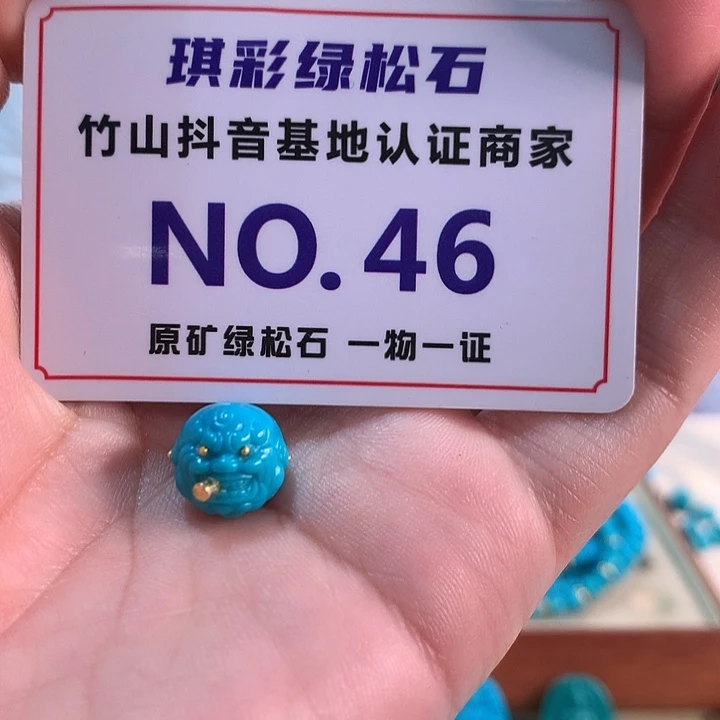 琪彩绿松石
竹山抖音基地认证商家
NO.46
原矿绿松石 一物一证